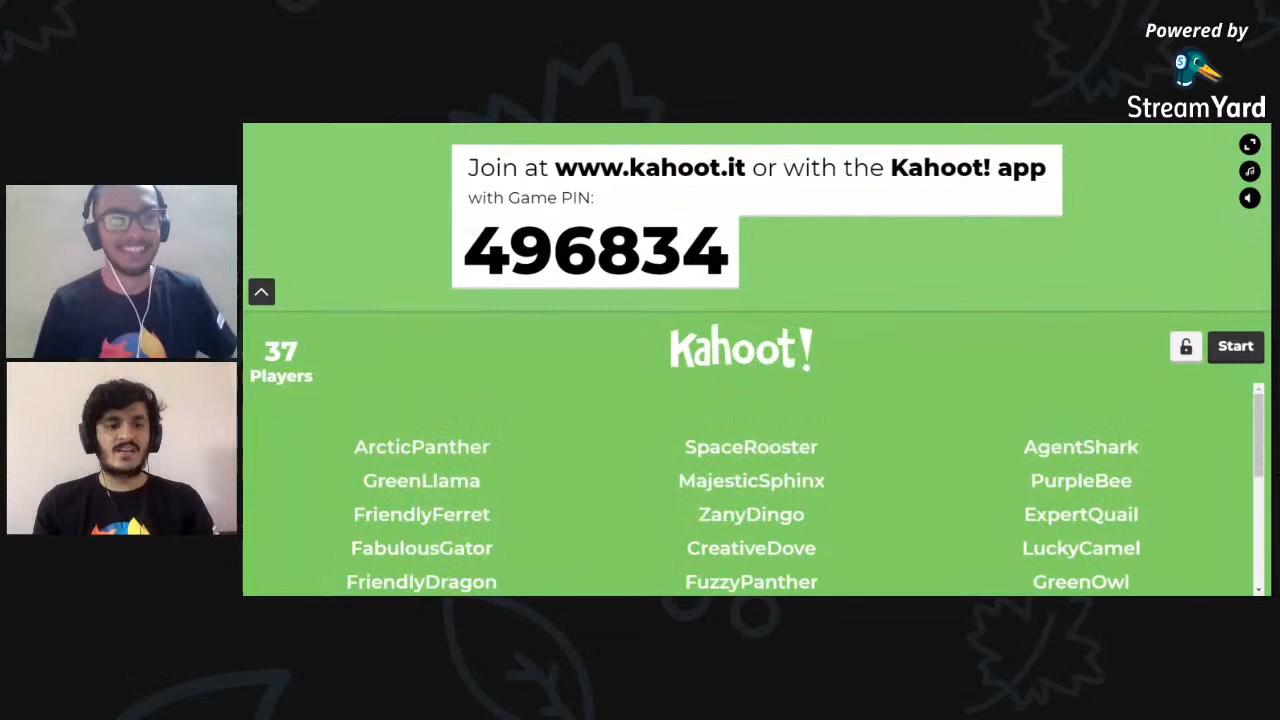 Powered by
StreamYard
Join at www.kahoot.it or with the Kahoot! app
with Game PIN:
496834
37
Players
Kahoot!
Start
ArcticPanther SpaceRooster AgentShark
GreenLlama MajesticSphinx PurpleBee
FriendlyFerret ZanyDingo ExpertQuail
FabulousGator CreativeDove LuckyCamel
FriendlyDragon FuzzyPanther GreenOwl